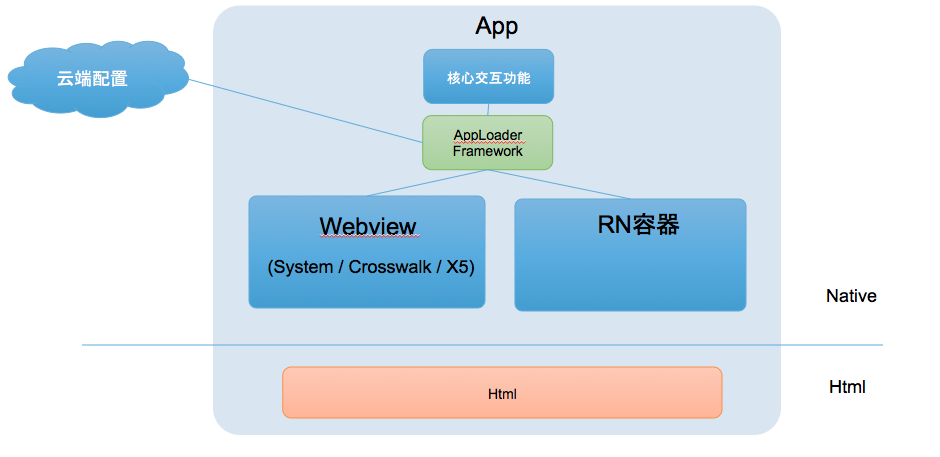 App
云端配置
核心交互功能
AppLoader
Framework
Webview
(System / Crosswalk / X5)
RN容器
Native
Html
Html